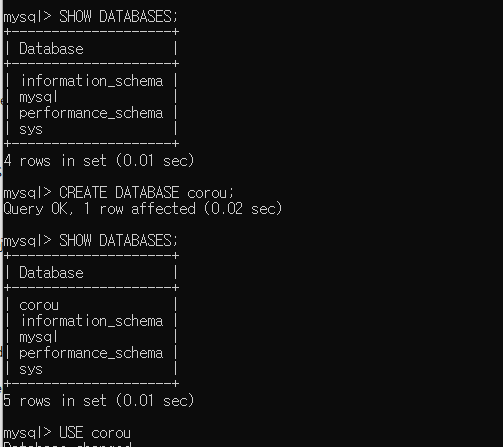 mysql> SHOW DATABASES;
+--------------------+
| Database           |
+--------------------+
| information_schema |
| mysql              |
| performance_schema |
| sys                |
+--------------------+
4 rows in set (0.01 sec)
mysql> CREATE DATABASE corou;
Query OK, 1 row affected (0.02 sec)
mysql> SHOW DATABASES;
+--------------------+
| Database           |
+--------------------+
| corou              |
| information_schema |
| mysql              |
| performance_schema |
| sys                |
+--------------------+
5 rows in set (0.01 sec)
mysql> USE corou
Database changed